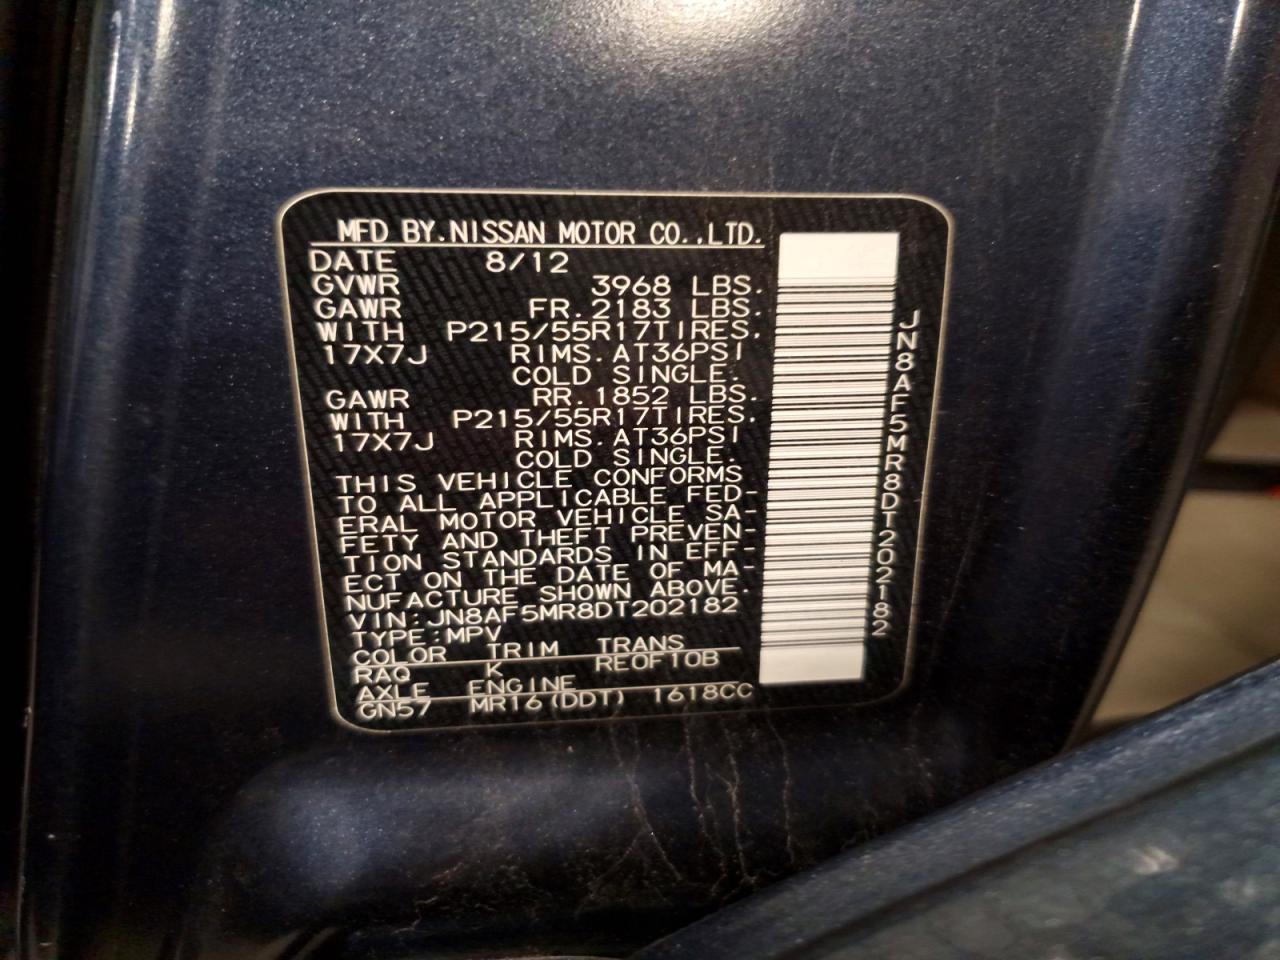 MFD BY.NISSAN MOTOR CO.,LTD.
DATE 8/12
GVWR 3968 LBS.
GAWR FR.2183 LBS.
WITH P215/55R17TIRES.
17X7J RIMS.AT36PSI
COLD SINGLE.
GAWR RR.1852 LBS.
WITH P215/55R17TIRES.
17X7J RIMS.AT36PSI
COLD SINGLE.
THIS VEHICLE CONFORMS
TO ALL APPLICABLE FED-
ERAL MOTOR VEHICLE SA-
FETY AND THEFT PREVEN-
TION STANDARDS IN EFF-
ECT ON THE DATE OF MA-
NUFACTURE SHOWN ABOVE.
VIN:JN8AF5MR8DT202182
TYPE:MPV
COLOR TRIM TRANS
RAQ K RE0F10B
AXLE ENGINE
GN57 MR16(DDT) 1618CC
JN8AF5MR8DT202182